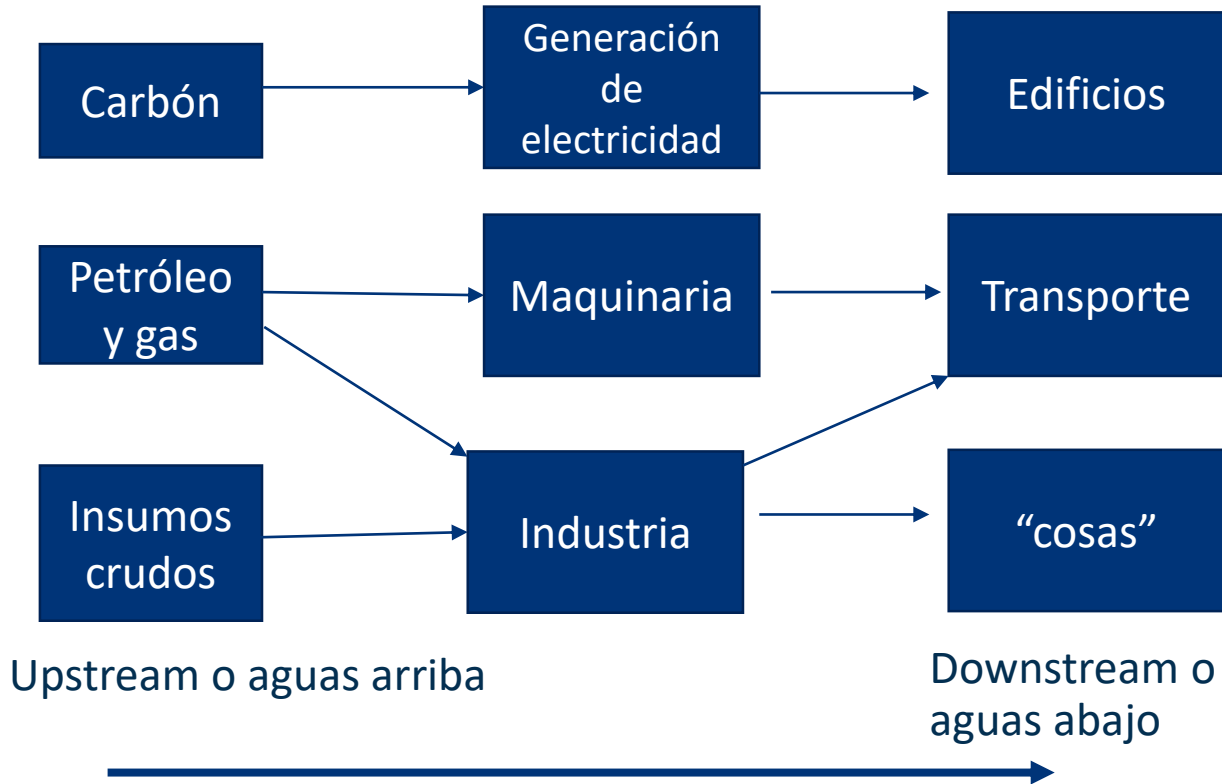 Carbón
Generación
de
electricidad
Edificios
Petróleo
y gas
Maquinaria
Transporte
Insumos
crudos
Industria
“cosas”
Upstream o aguas arriba
Downstream o
aguas abajo